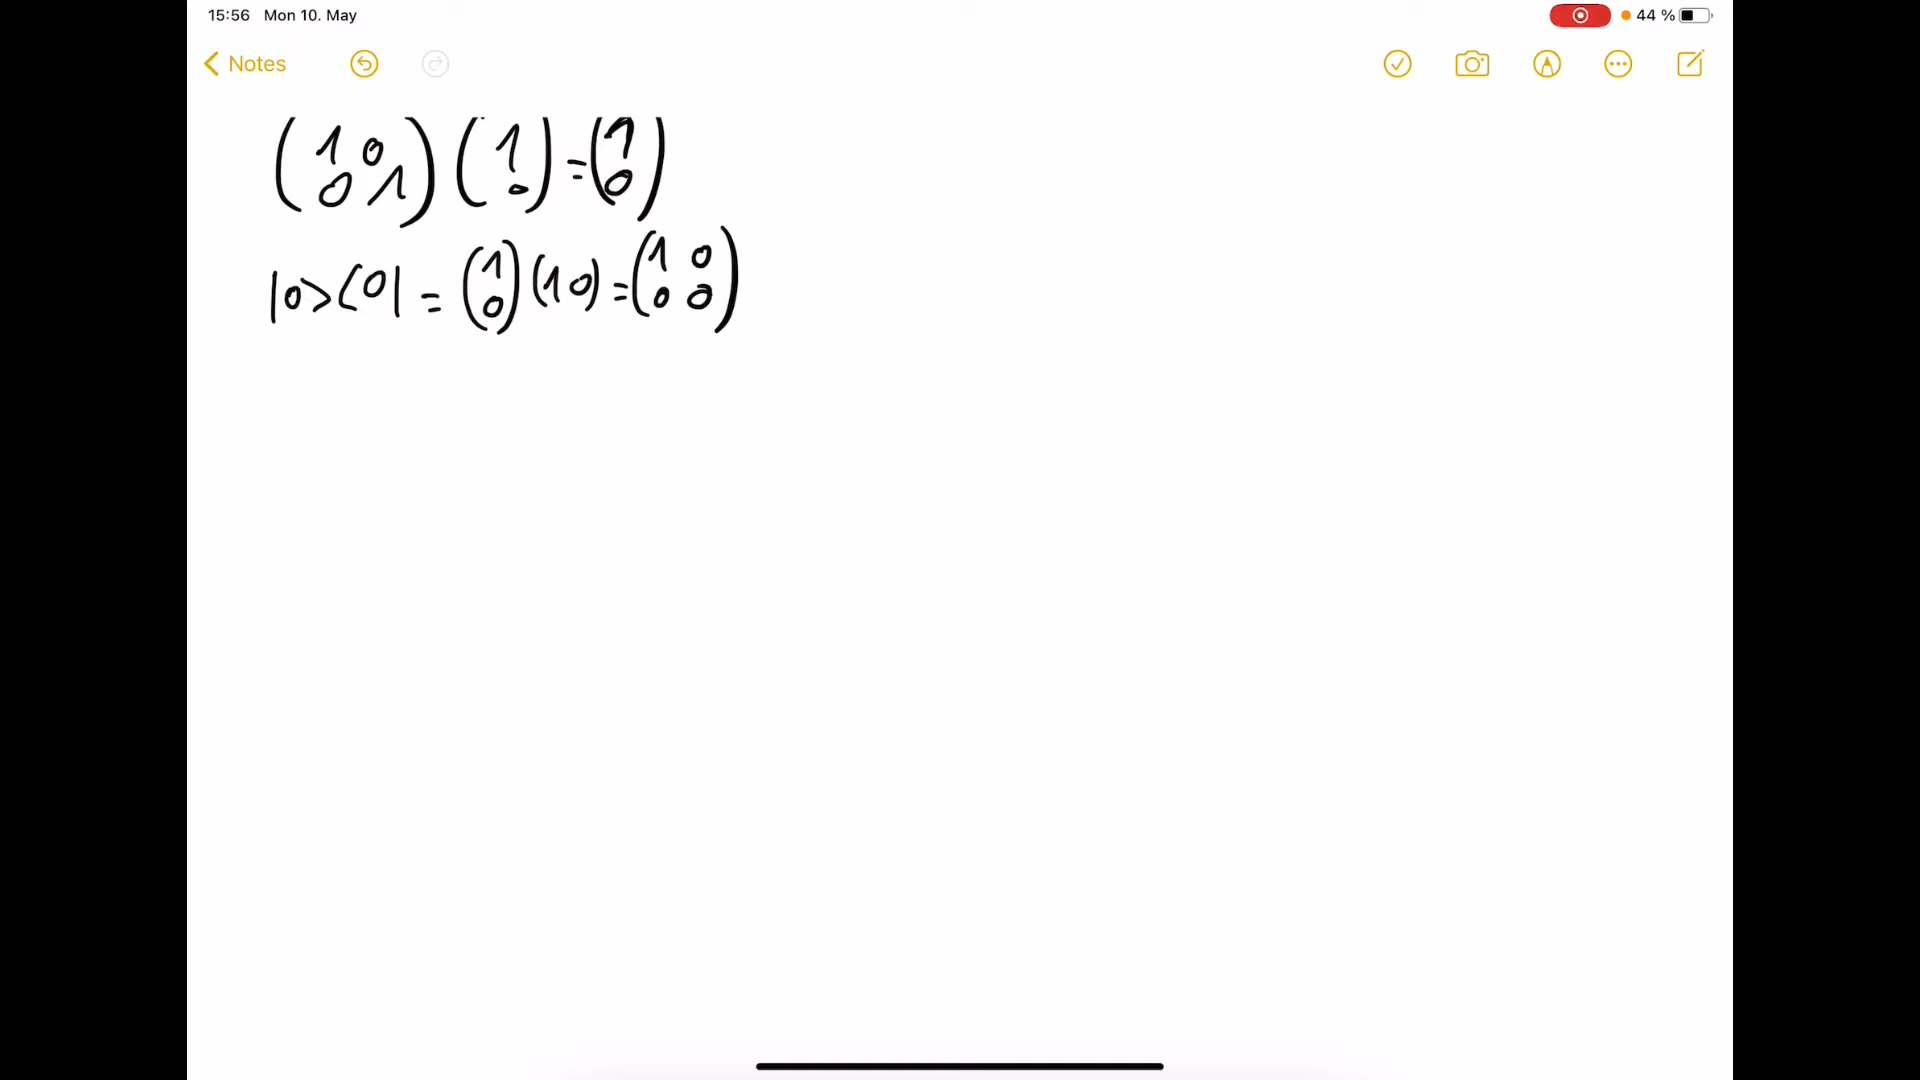 15:56 Mon 10. May 44 %
Notes
(1 0 0 1) (1 0) = (1 0)
|0> <0| = (1 0) (1 0) = (1 0 0 0)